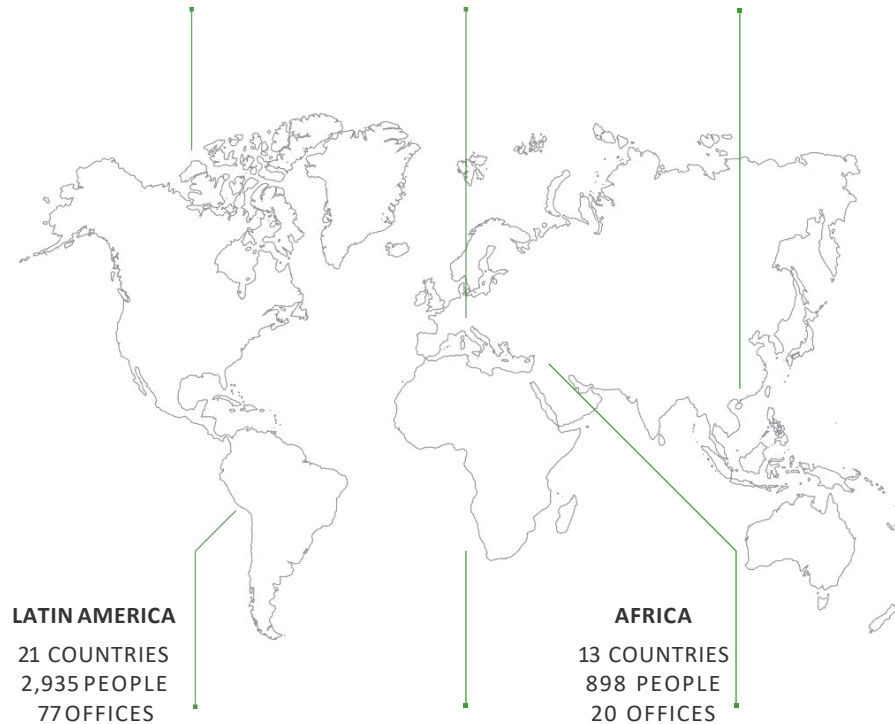 LATIN AMERICA
21 COUNTRIES
2,935 PEOPLE
77 OFFICES
AFRICA
13 COUNTRIES
898 PEOPLE
20 OFFICES